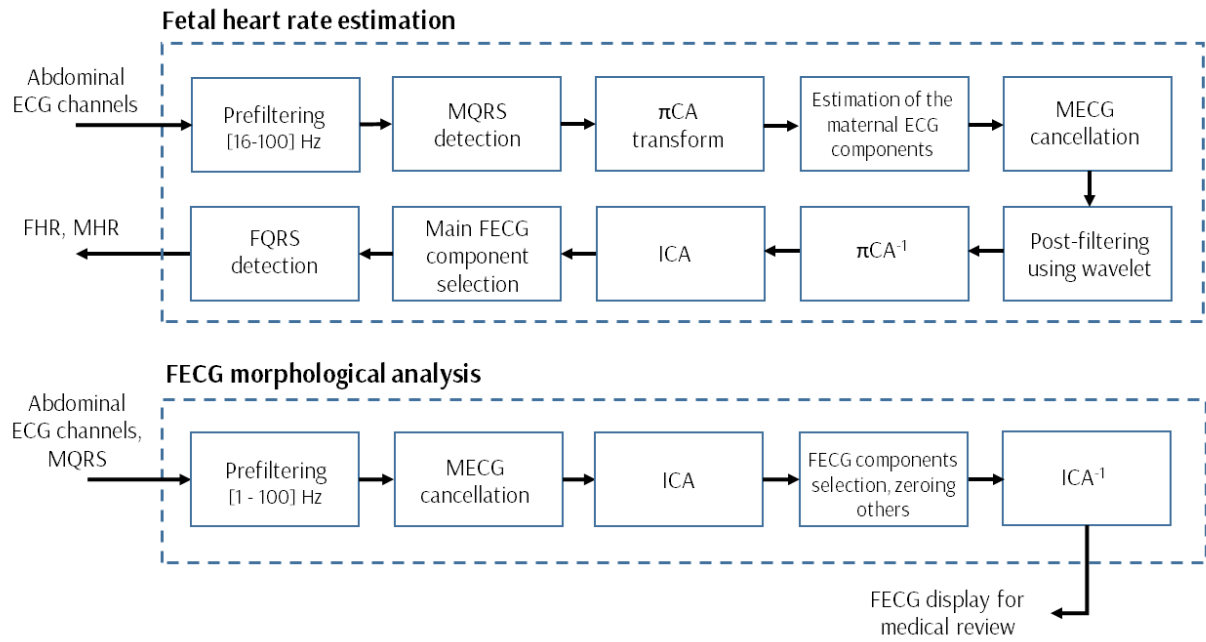 Fetal heart rate estimation
Abdominal
ECG channels
Prefiltering
[16-100] Hz
MQRS
detection
πCA
transform
Estimation of the
maternal ECG
components
MECG
cancellation
Post-filtering
using wavelet
πCA-1
ICA
Main FECG
component
selection
FQRS
detection
FHR, MHR
FECG morphological analysis
Abdominal
ECG channels,
MQRS
Prefiltering
[1 - 100] Hz
MECG
cancellation
ICA
FECG components
selection, zeroing
others
ICA-1
FECG display for
medical review